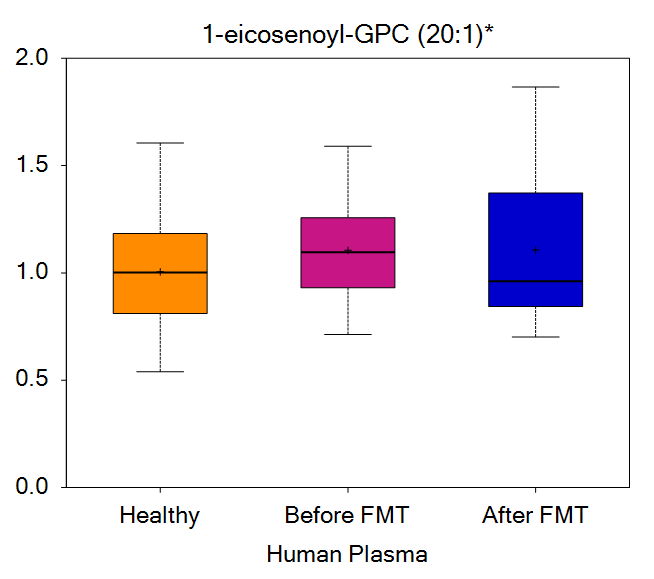 1-eicosenoyl-GPC (20:1)*
2.0
1.5
1.0
0.5
0.0
Healthy Before FMT After FMT
Human Plasma